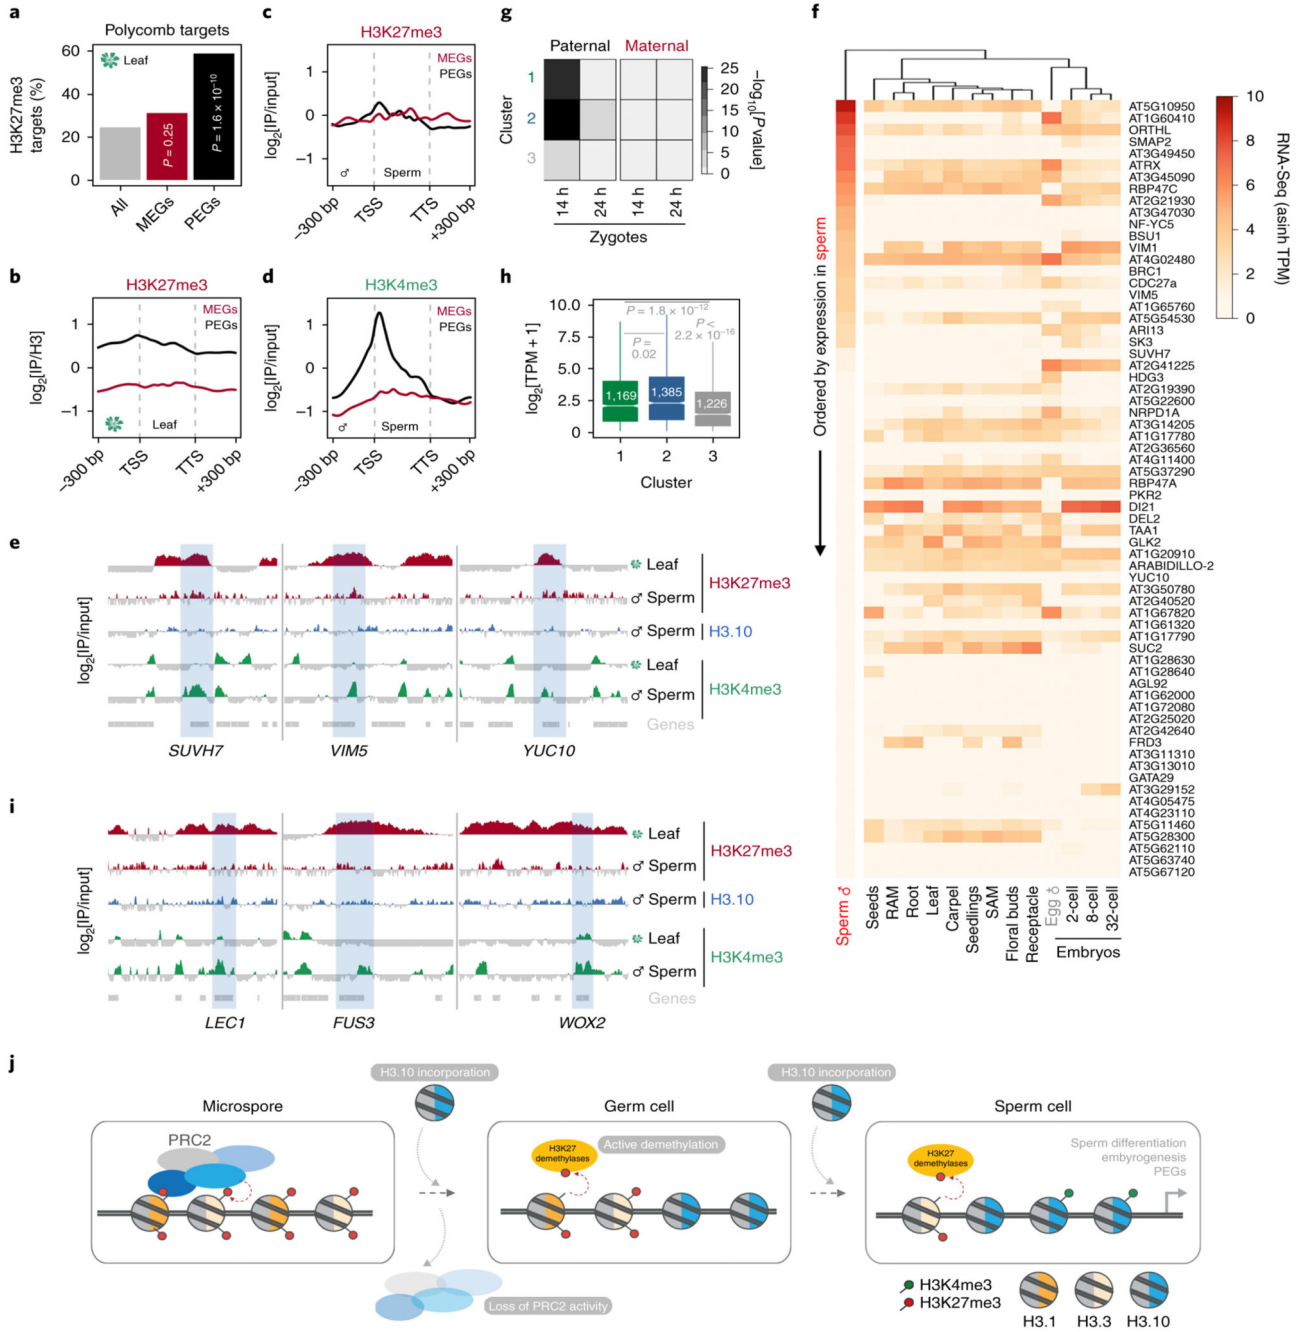 a
Polycomb targets
H3K27me3
targets (%)
60
40
20
0
Leaf
P = 0.25
P = 1.6 × 10⁻¹⁰
All
MEGs
PEGs
b
H3K27me3
log₂[IP/H3]
1
0
−1
MEGs
PEGs
Leaf
−300 bp
TSS
TTS
+300 bp
c
H3K27me3
log₂[IP/input]
1
0
−1
MEGs
PEGs
♂ Sperm
−300 bp
TSS
TTS
+300 bp
d
H3K4me3
log₂[IP/input]
1
0
−1
MEGs
PEGs
♂ Sperm
−300 bp
TSS
TTS
+300 bp
g
Paternal Maternal
Cluster
1
2
3
14 h
24 h
14 h
24 h
Zygotes
25
20
15
10
5
0
−log₁₀[P value]
h
log₂[TPM + 1]
10.0
7.5
5.0
2.5
0
P = 1.8 × 10⁻¹²
P =
0.02
P <
2.2 × 10⁻¹⁶
1,169
1,385
1,226
1 2 3
Cluster
e
log₂[IP/input]
Leaf
♂ Sperm
H3K27me3
♂ Sperm
H3.10
Leaf
♂ Sperm
H3K4me3
Genes
SUVH7
VIM5
YUC10
i
log₂[IP/input]
Leaf
♂ Sperm
H3K27me3
♂ Sperm
H3.10
Leaf
♂ Sperm
H3K4me3
Genes
LEC1
FUS3
WOX2
f
Ordered by expression in sperm
AT5G10950
AT1G60410
ORTHL
SMAP2
AT3G49450
ATRX
AT3G45090
RBP47C
AT2G21930
AT3G47030
NF-YC5
BSU1
VIM1
AT4G02480
BRC1
CDC27a
VIM5
AT1G65760
AT5G54530
ARI13
SK3
SUVH7
AT2G41225
HDG3
AT2G19390
AT5G22600
NRPD1A
AT3G14205
AT1G17780
AT2G36560
AT4G11400
AT5G37290
RBP47A
PKR2
DI21
DEL2
TAA1
GLK2
AT1G20910
ARABIDILLO-2
YUC10
AT3G50780
AT2G40520
AT1G67820
AT1G61320
AT1G17790
SUC2
AT1G28630
AT1G28640
AGL92
AT1G62000
AT1G72080
AT2G25020
AT2G42640
FRD3
AT3G11310
AT3G13010
GATA29
AT3G29152
AT4G05475
AT4G23110
AT5G11460
AT5G28300
AT5G62110
AT5G63740
AT5G67120
Sperm ♂
Seeds
RAM
Root
Leaf
Carpel
Seedlings
SAM
Floral buds
Receptacle
Egg ♀
2-cell
8-cell
32-cell
Embryos
10
8
6
4
2
0
RNA-Seq (asinh TPM)
j
Microspore
PRC2
H3.10 incorporation
Loss of PRC2 activity
Germ cell
H3K27
demethylases
Active demethylation
H3.10 incorporation
Sperm cell
H3K27
demethylases
Sperm differentiation
embyrogenesis
PEGs
H3K4me3
H3K27me3
H3.1 H3.3 H3.10